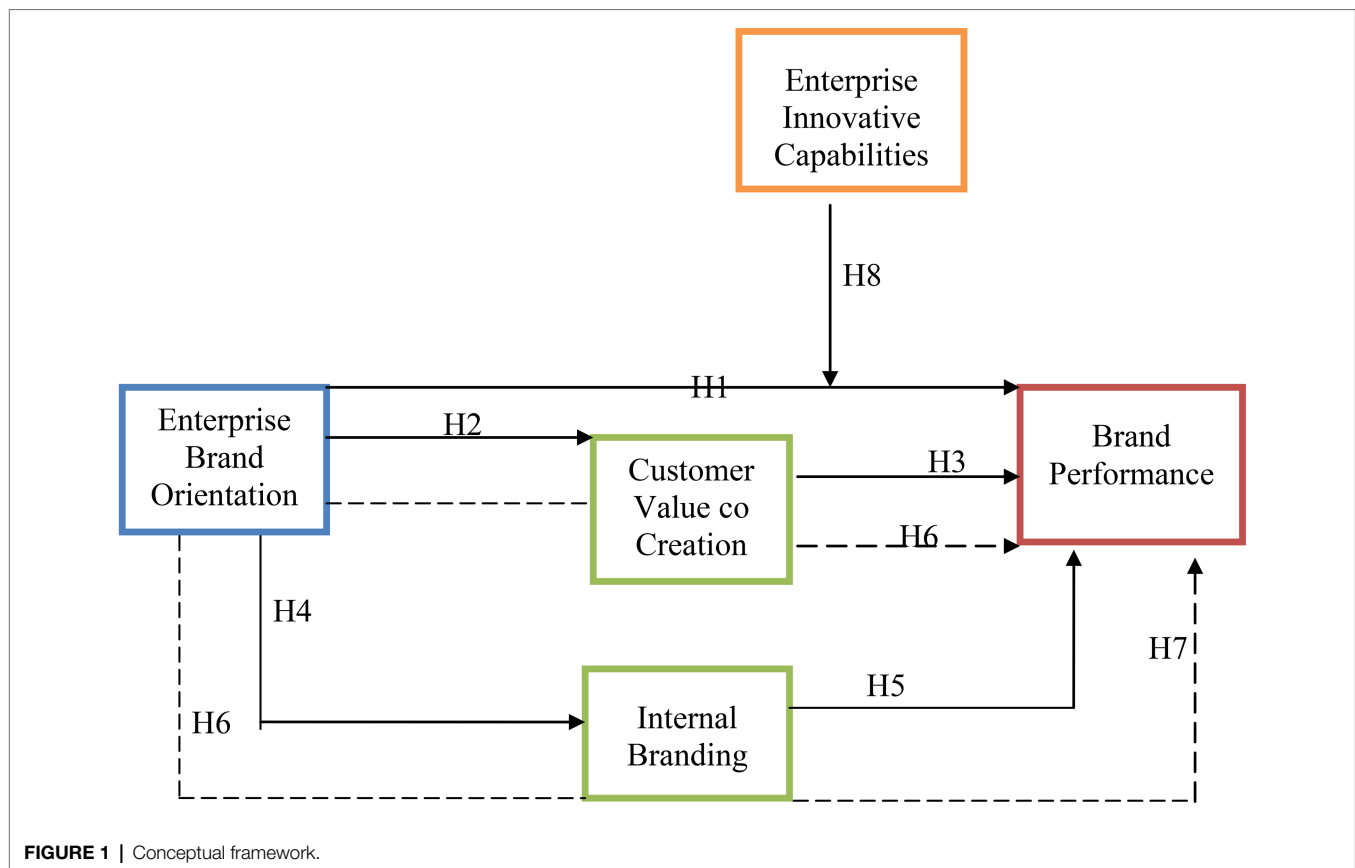 Enterprise
Innovative
Capabilities
H8
H1
Enterprise
Brand
Orientation
H2
Customer
Value co
Creation
H3
H6
Brand
Performance
H4
H6
Internal
Branding
H5
H7
FIGURE 1 | Conceptual framework.